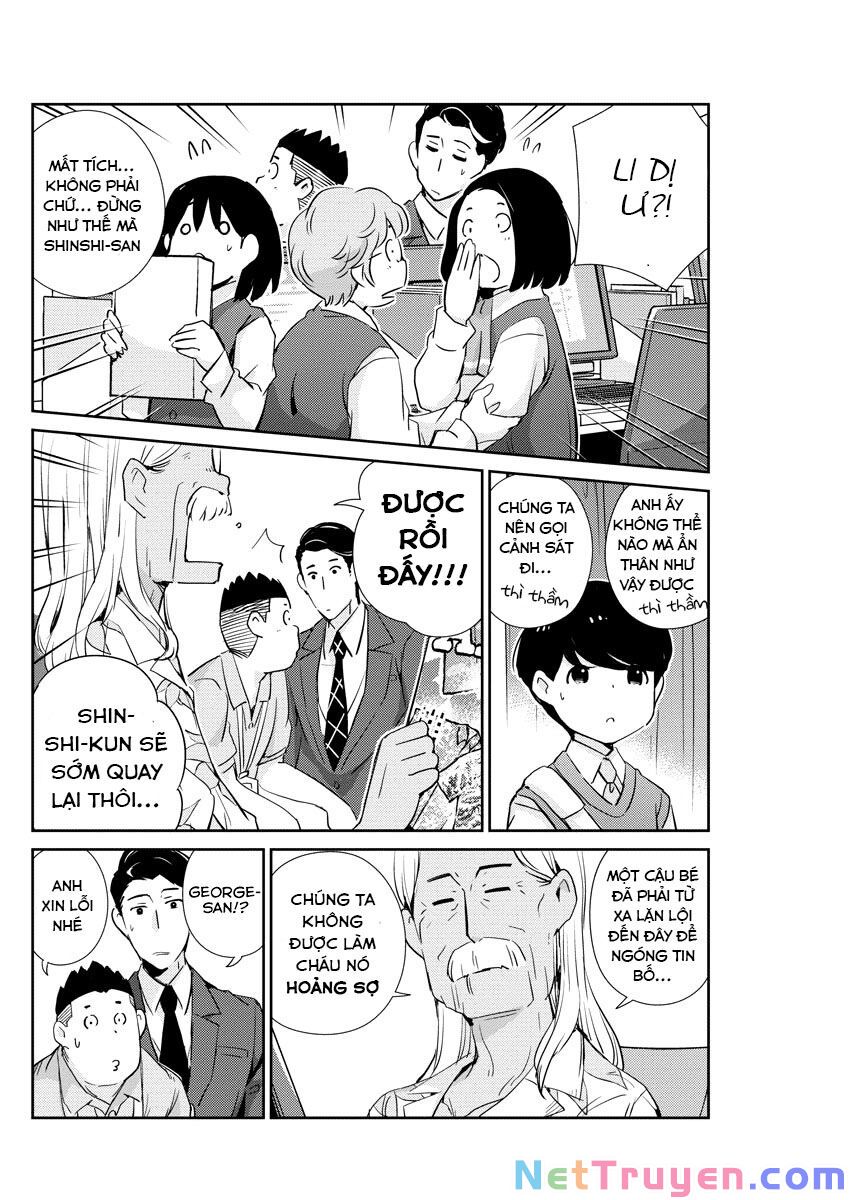 LI DỊ
Ư?!
MẤT TÍCH...
KHÔNG PHẢI
CHỨ... ĐỪNG
NHƯ THẾ MÀ
SHINSHI-SAN
ANH ẤY
KHÔNG THỂ
NÀO MÀ ẨN
THÂN NHƯ
VẬY ĐƯỢC
thì thầm
CHÚNG TA
NÊN GỌI
CẢNH SÁT
ĐI...
thì thầm
ĐƯỢC
RỒI
ĐẤY!!!
SHIN-
SHI-KUN SẼ
SỚM QUAY
LẠI THÔI...
MỘT CẬU BÉ
ĐÃ PHẢI TỪ
XA LẶN LỘI
ĐẾN ĐÂY ĐỂ
NGÓNG TIN
BỐ...
CHÚNG TA
KHÔNG
ĐƯỢC LÀM
CHÁU NÓ
HOẢNG SỢ
GEORGE-
SAN!?
ANH
XIN LỖI
NHÉ
NETTRUYEN.COM